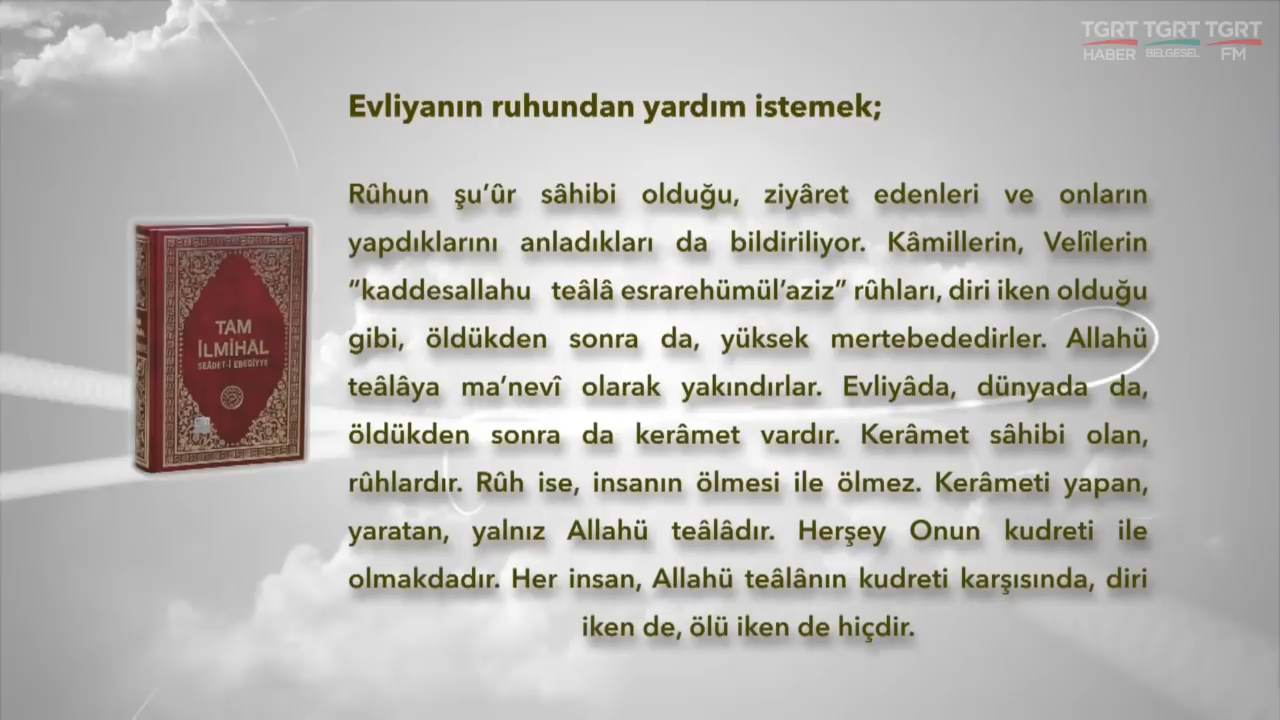 TGRT TGRT TGRT
HABER BELGESEL FM
Evliyanın ruhundan yardım istemek;
Rûhun şu’ûr sâhibi olduğu, ziyâret edenleri ve onların
yapdıklarını anladıkları da bildiriliyor. Kâmillerin, Velîlerin
”kaddesallahu teâlâ esrarehümül’aziz” rûhları, diri iken olduğu
gibi, öldükden sonra da, yüksek mertebededirler. Allahü
teâlâya ma’nevî olarak yakındırlar. Evliyâda, dünyada da,
öldükden sonra da kerâmet vardır. Kerâmet sâhibi olan,
rûhlardır. Rûh ise, insanın ölmesi ile ölmez. Kerâmeti yapan,
yaratan, yalnız Allahü teâlâdır. Herşey Onun kudreti ile
olmakdadır. Her insan, Allahü teâlânın kudreti karşısında, diri
iken de, ölü iken de hiçdir.
TAM
İLMİHÂL
SEÂDET-İ EBEDİYYE